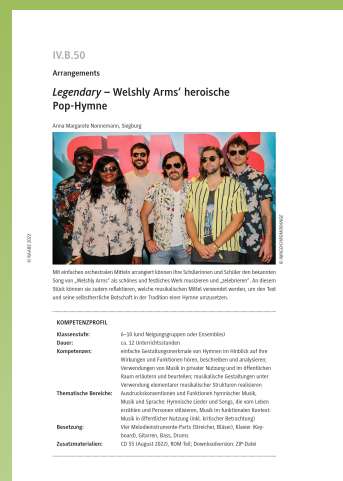 IV.B.50
Arrangements
Legendary – Welshly Arms' heroische
Pop-Hymne
Anna Margarete Nonnemann, Siegburg
STARS
© RAABE 2022
Mit einfachen orchestralen Mitteln arrangiert können Ihre Schülerinnen und Schüler den bekannten
Song von „Welshly Arms" als schönes und festliches Werk musizieren und „zelebrieren". An diesem
Stück können sie zudem reflektieren, welche musikalischen Mittel verwendet werden, um den Text
und seine selbstherrliche Botschaft in der Tradition einer Hymne umzusetzen.
KOMPETENZPROFIL
Klassenstufe: 6–10 (und Neigungsgruppen oder Ensembles)
Dauer: ca. 12 Unterrichtsstunden
Kompetenzen: einfache Gestaltungsmerkmale von Hymnen im Hinblick auf ihre
Wirkungen und Funktionen hören, beschreiben und analysieren;
Verwendungen von Musik in privater Nutzung und im öffentlichen
Raum erläutern und beurteilen; musikalische Gestaltungen unter
Verwendung elementarer musikalischer Strukturen realisieren
Thematische Bereiche: Ausdruckskonventionen und Funktionen hymnischer Musik,
Musik und Sprache: Hymnische Lieder und Songs, die vom Leben
erzählen und Personen stilisieren, Musik im funktionalen Kontext:
Musik in öffentlicher Nutzung (inkl. kritischer Betrachtung)
Besetzung: Vier Melodieinstrumente-Parts (Streicher, Bläser), Klavier (Key-
board), Gitarren, Bass, Drums
Zusatzmaterialien: CD 55 (August 2022), ROM-Teil; Downloadversion: ZIP-Datei